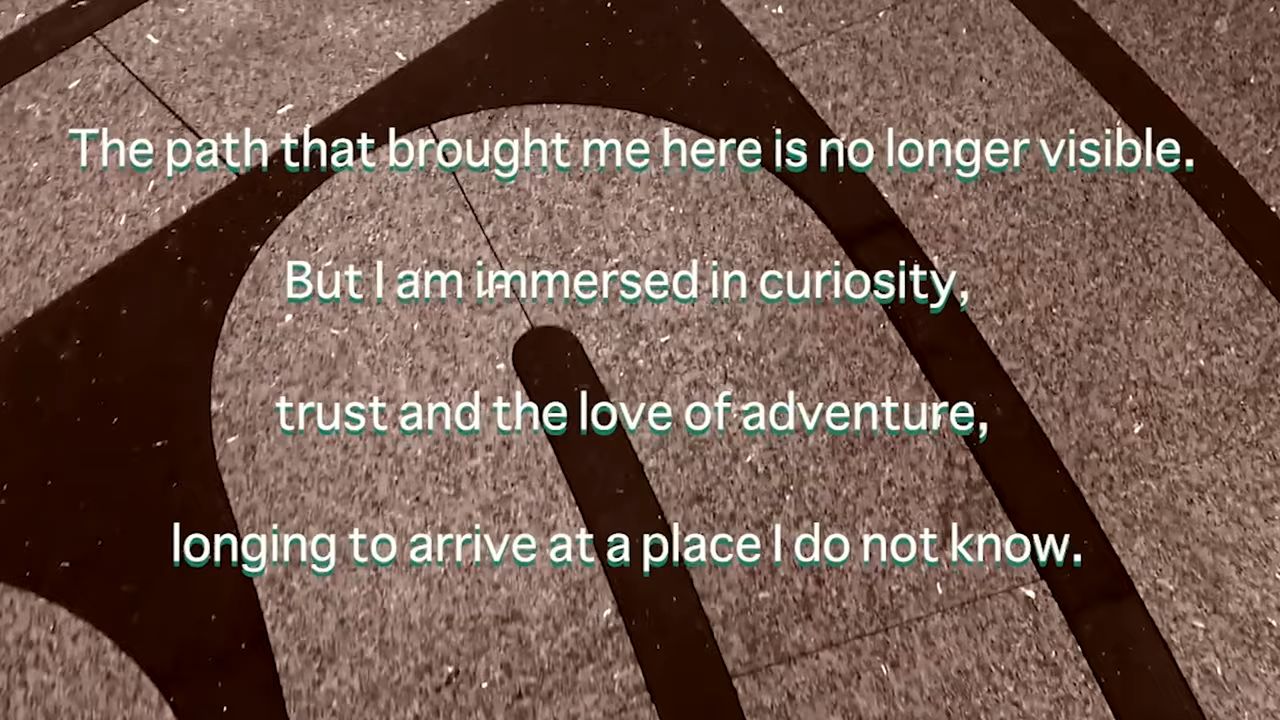 The path that brought me here is no longer visible.
But I am immersed in curiosity,
trust and the love of adventure,
longing to arrive at a place I do not know.